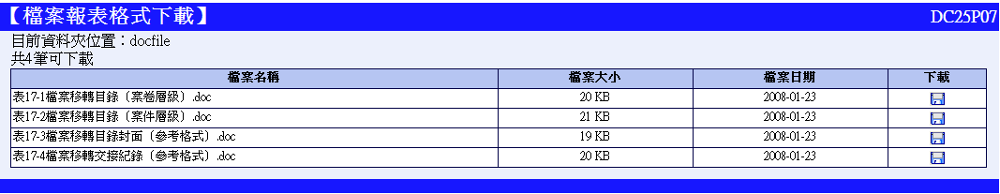 【檔案報表格式下載】 DC25P07
目前資料夾位置：docfile
共4筆可下載
檔案名稱 檔案大小 檔案日期 下載
表17-1檔案移轉目錄〔案卷層級〕.doc 20 KB 2008-01-23
表17-2檔案移轉目錄〔案件層級〕.doc 21 KB 2008-01-23
表17-3檔案移轉目錄封面〔參考格式〕.doc 19 KB 2008-01-23
表17-4檔案移轉交接紀錄〔參考格式〕.doc 20 KB 2008-01-23